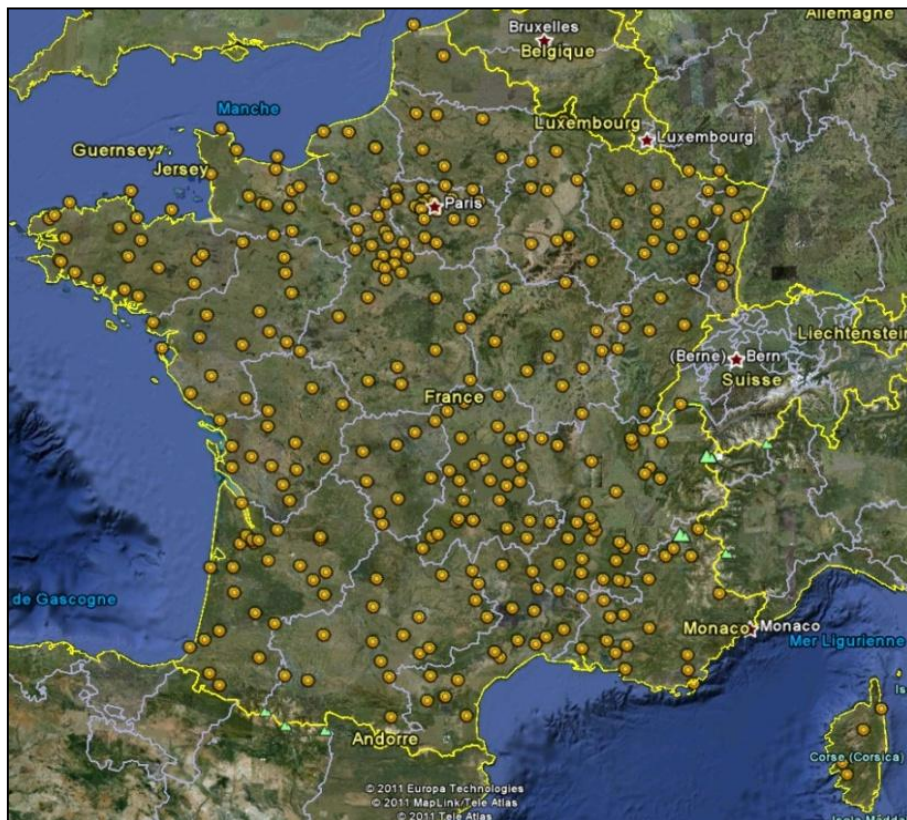 Allemagne
Bruxelles
Belgique
Manche
Luxembourg
Luxembourg
Guernsey
Jersey
Paris
Liechtenstein
(Berne) Bern
Suisse
France
de Gascogne
Monaco Monaco
Mer Ligurienne
Andorre
Corse (Corsica)
© 2011 Europa Technologies
© 2011 MapLink/Tele Atlas
© 2011 Tele Atlas